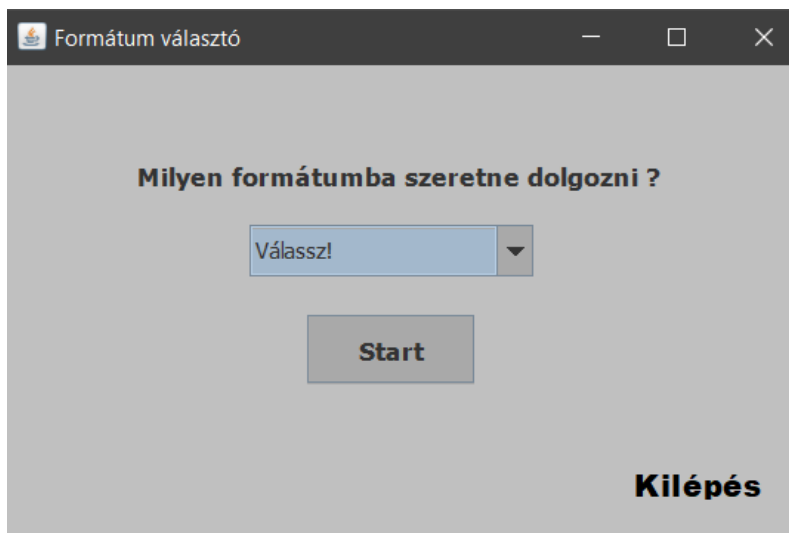 Formátum választó
Milyen formátumba szeretne dolgozni ?
Válassz!
Start
Kilépés